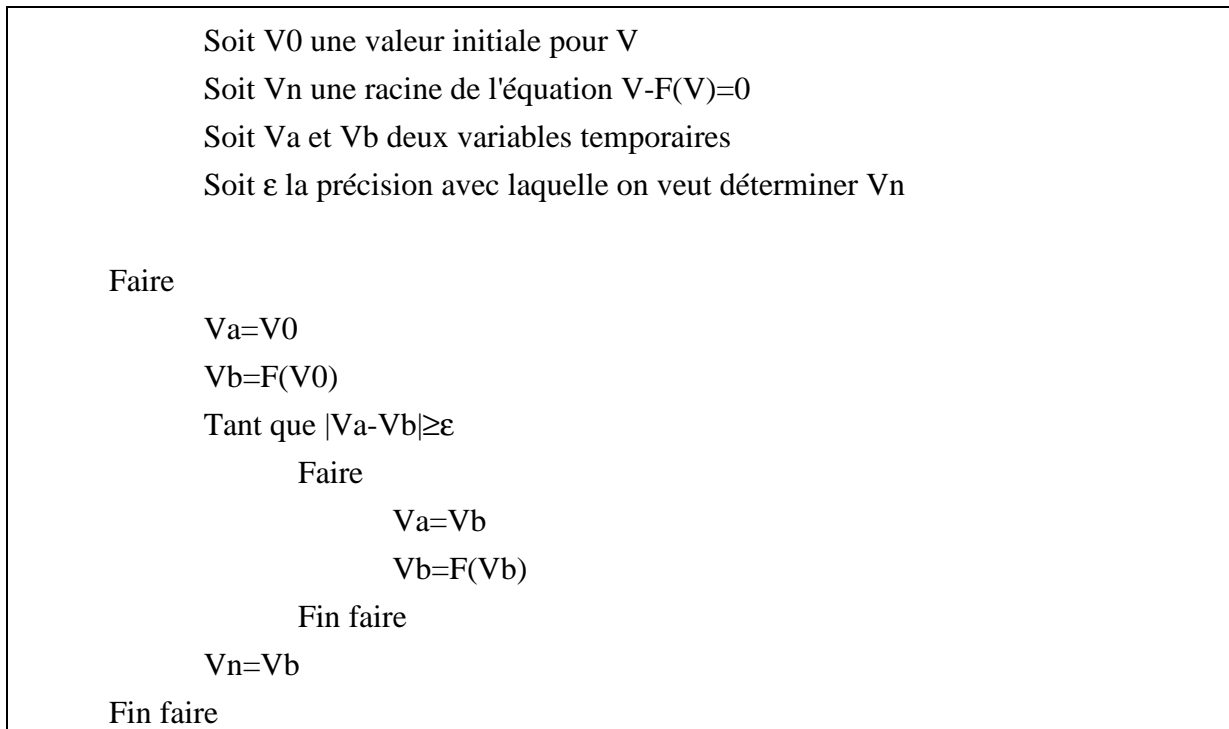 Soit V0 une valeur initiale pour V
Soit Vn une racine de l'équation V-F(V)=0
Soit Va et Vb deux variables temporaires
Soit ε la précision avec laquelle on veut déterminer Vn
Faire
Va=V0
Vb=F(V0)
Tant que |Va-Vb|≥ε
Faire
Va=Vb
Vb=F(Vb)
Fin faire
Vn=Vb
Fin faire